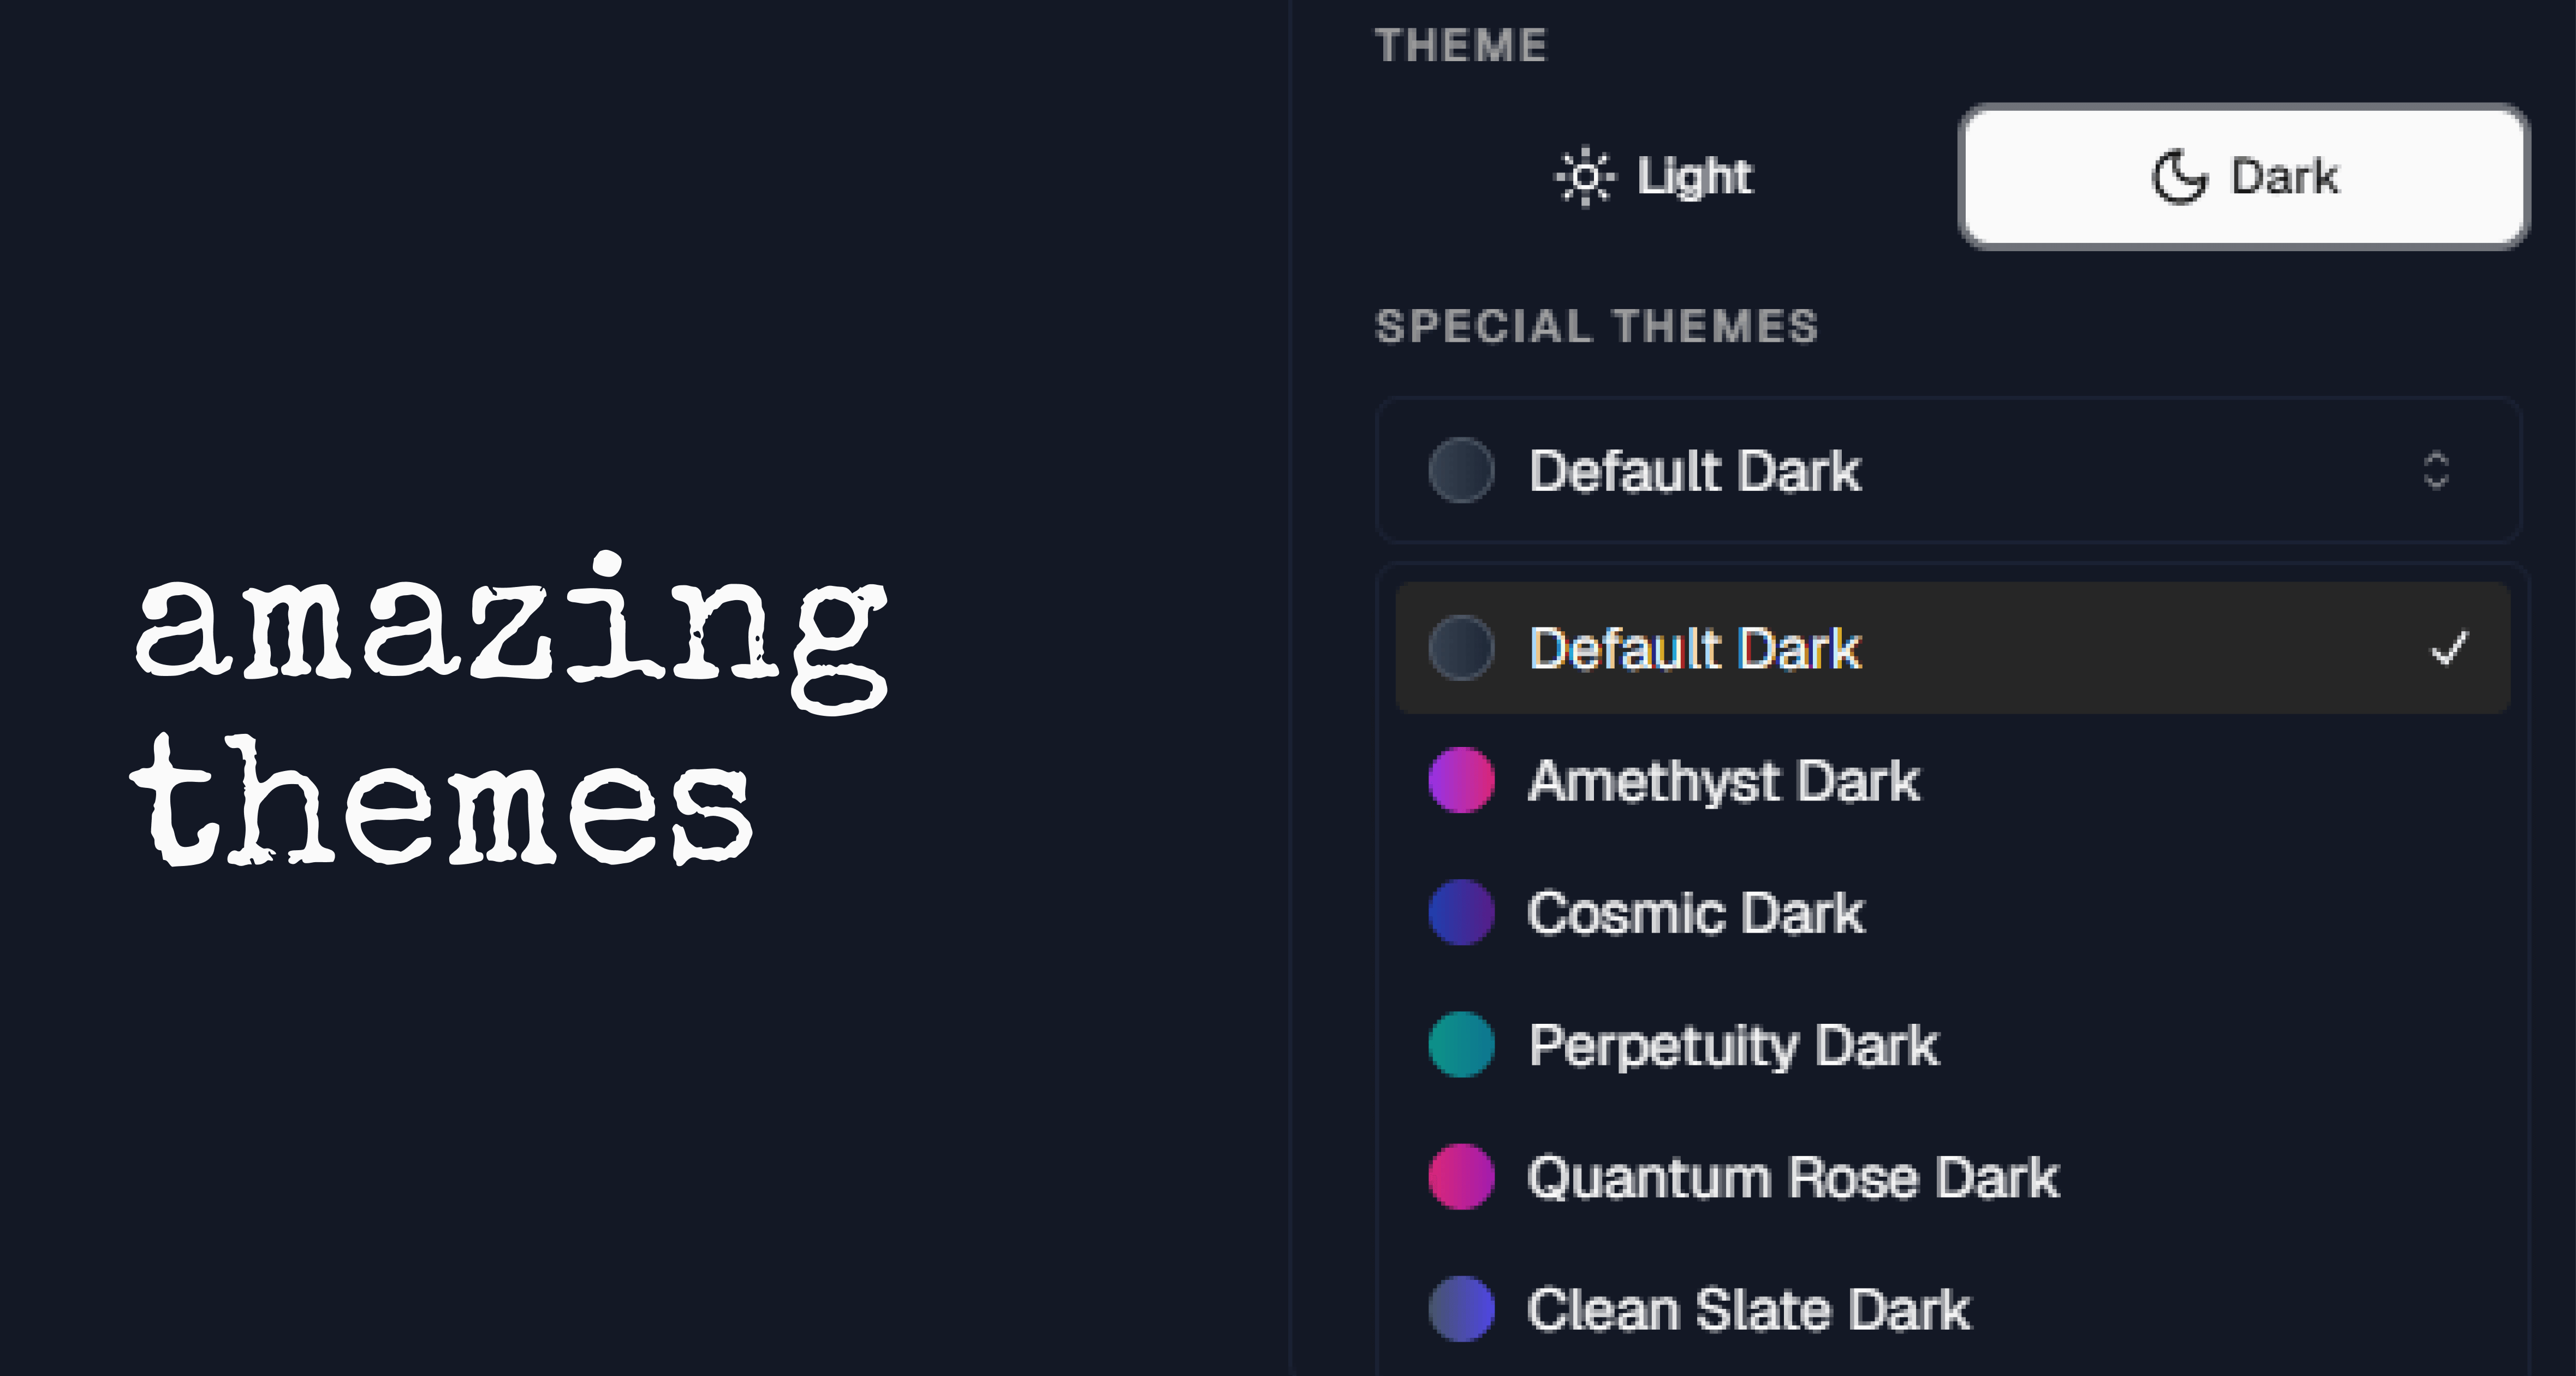 amazing
themes
THEME
Light
Dark
SPECIAL THEMES
Default Dark
Default Dark
Amethyst Dark
Cosmic Dark
Perpetuity Dark
Quantum Rose Dark
Clean Slate Dark